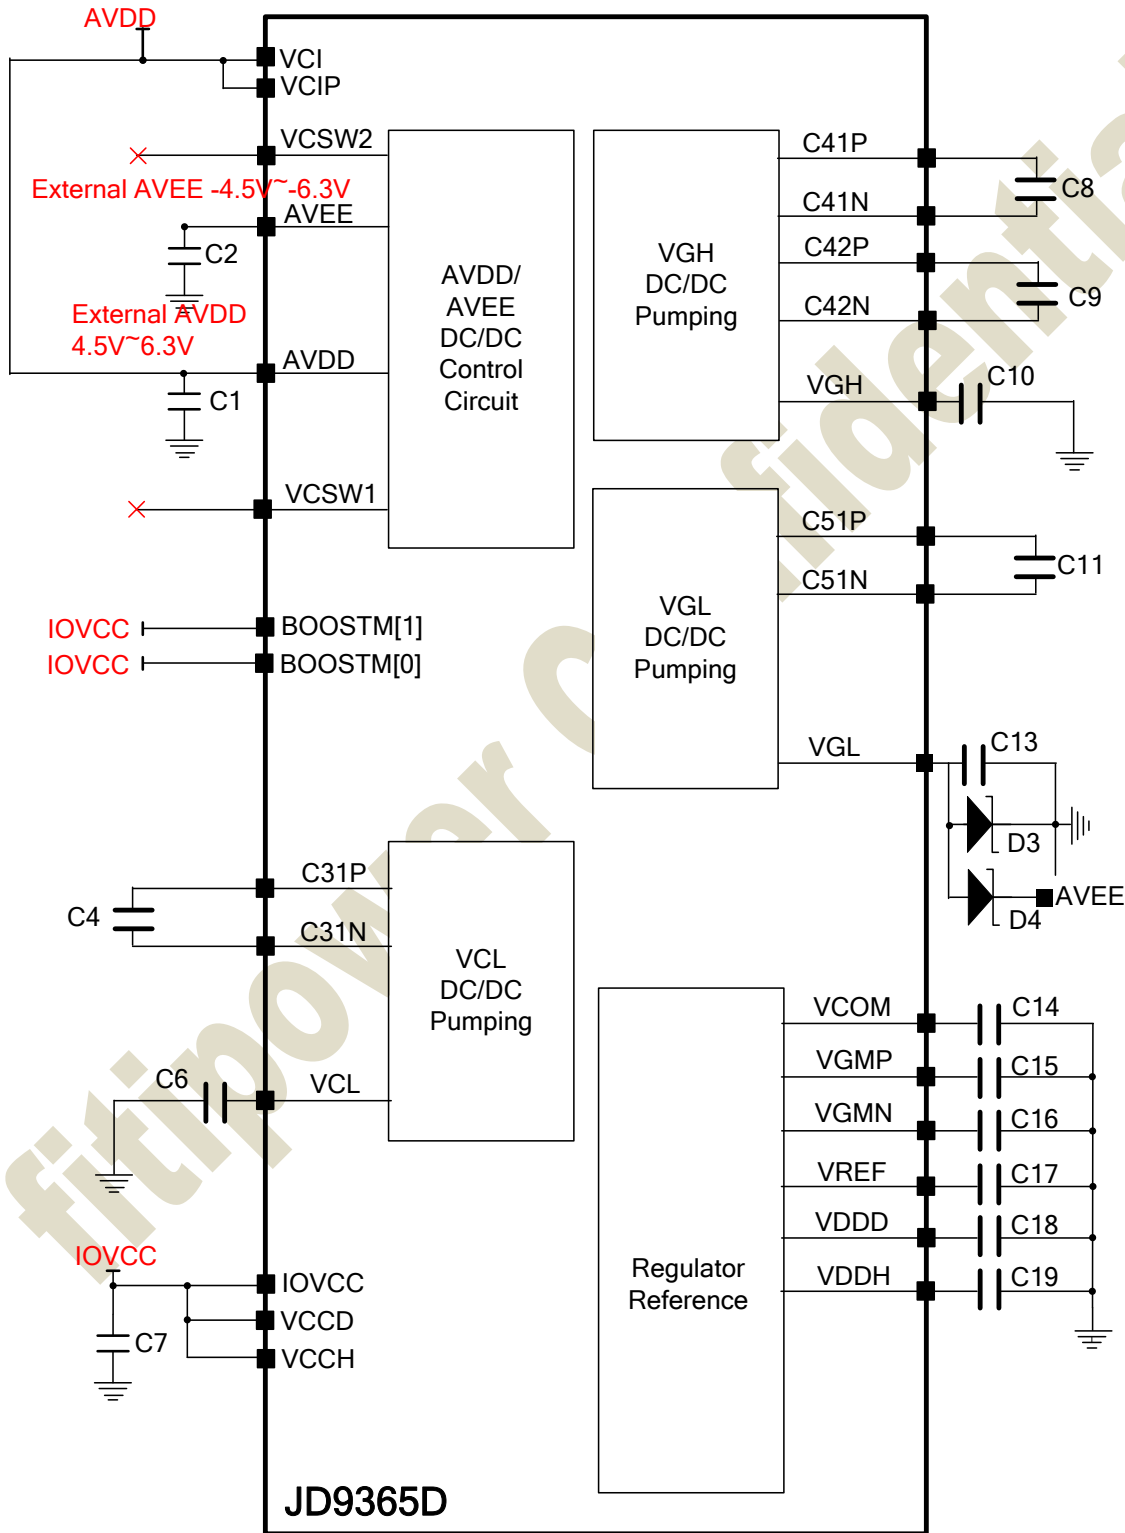 AVDD
VCI
VCIP
VCSW2
External AVEE -4.5V~-6.3V
AVEE
C2
External AVDD
4.5V~6.3V
AVDD
C1
VCSW1
AVDD/
AVEE
DC/DC
Control
Circuit
IOVCC
BOOSTM[1]
IOVCC
BOOSTM[0]
C31P
C4
C31N
VCL
DC/DC
Pumping
C6
VCL
IOVCC
IOVCC
VCCD
C7
VCCH
JD9365D
VGH
DC/DC
Pumping
C41P
C8
C41N
C42P
C9
C42N
VGH
C10
VGL
DC/DC
Pumping
C51P
C11
C51N
VGL
C13
D3
AVEE
D4
Regulator
Reference
VCOM
C14
VGMP
C15
VGMN
C16
VREF
C17
VDDD
C18
VDDH
C19
fitipower